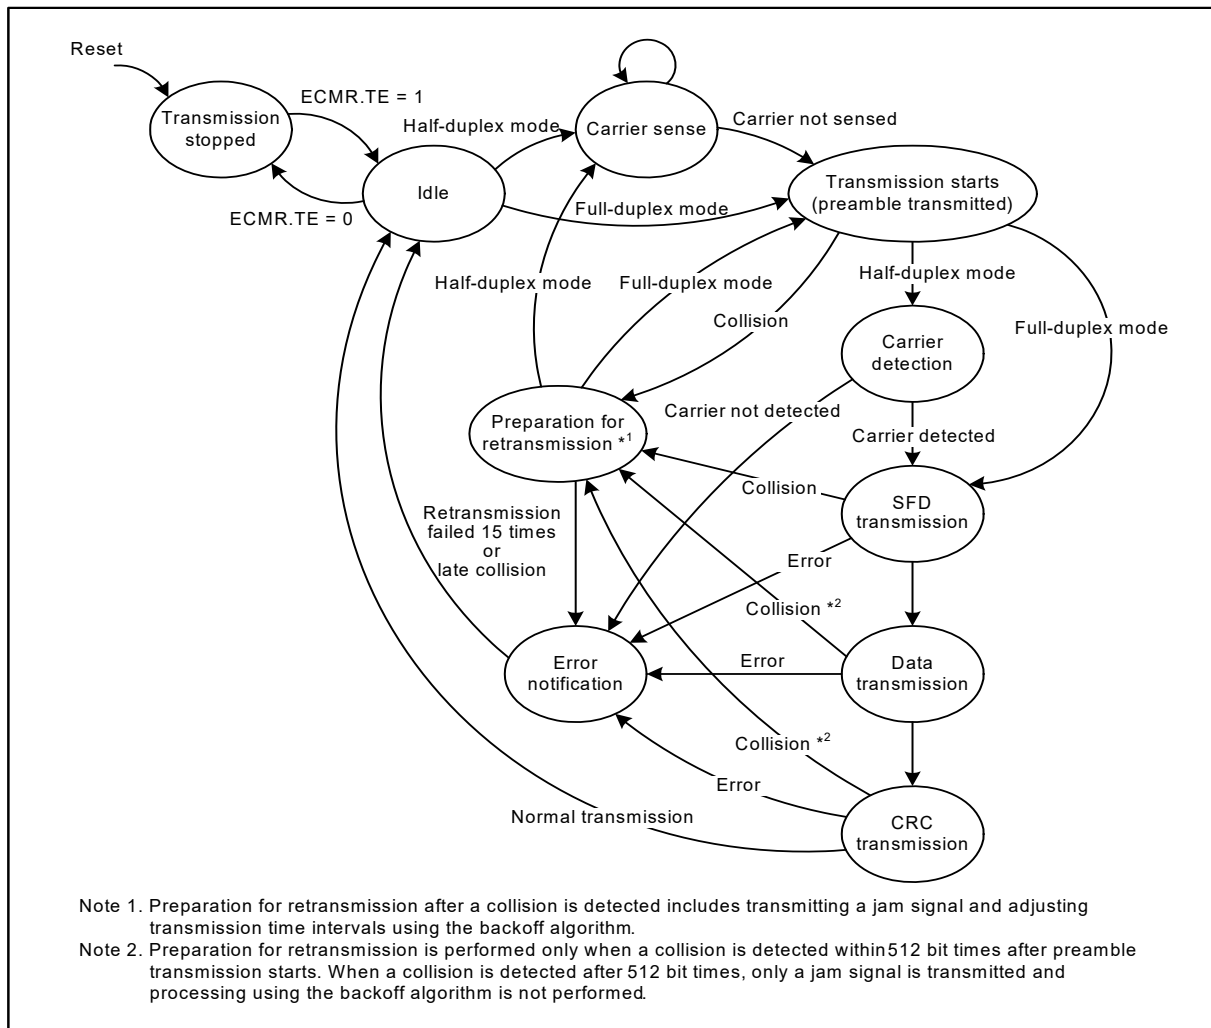 Reset
ECMR.TE = 1
Transmission
stopped
Half-duplex mode
Carrier sense
Carrier not sensed
Idle
ECMR.TE = 0
Full-duplex mode
Transmission starts
(preamble transmitted)
Half-duplex mode
Full-duplex mode
Half-duplex mode
Collision
Full-duplex mode
Carrier
detection
Carrier not detected
Carrier detected
Preparation for
retransmission *1
Collision
SFD
transmission
Retransmission
failed 15 times
or
late collision
Error
Collision *2
Error
notification
Error
Data
transmission
Collision *2
Error
Normal transmission
CRC
transmission
Note 1. Preparation for retransmission after a collision is detected includes transmitting a jam signal and adjusting
transmission time intervals using the backoff algorithm.
Note 2. Preparation for retransmission is performed only when a collision is detected within 512 bit times after preamble
transmission starts. When a collision is detected after 512 bit times, only a jam signal is transmitted and
processing using the backoff algorithm is not performed.